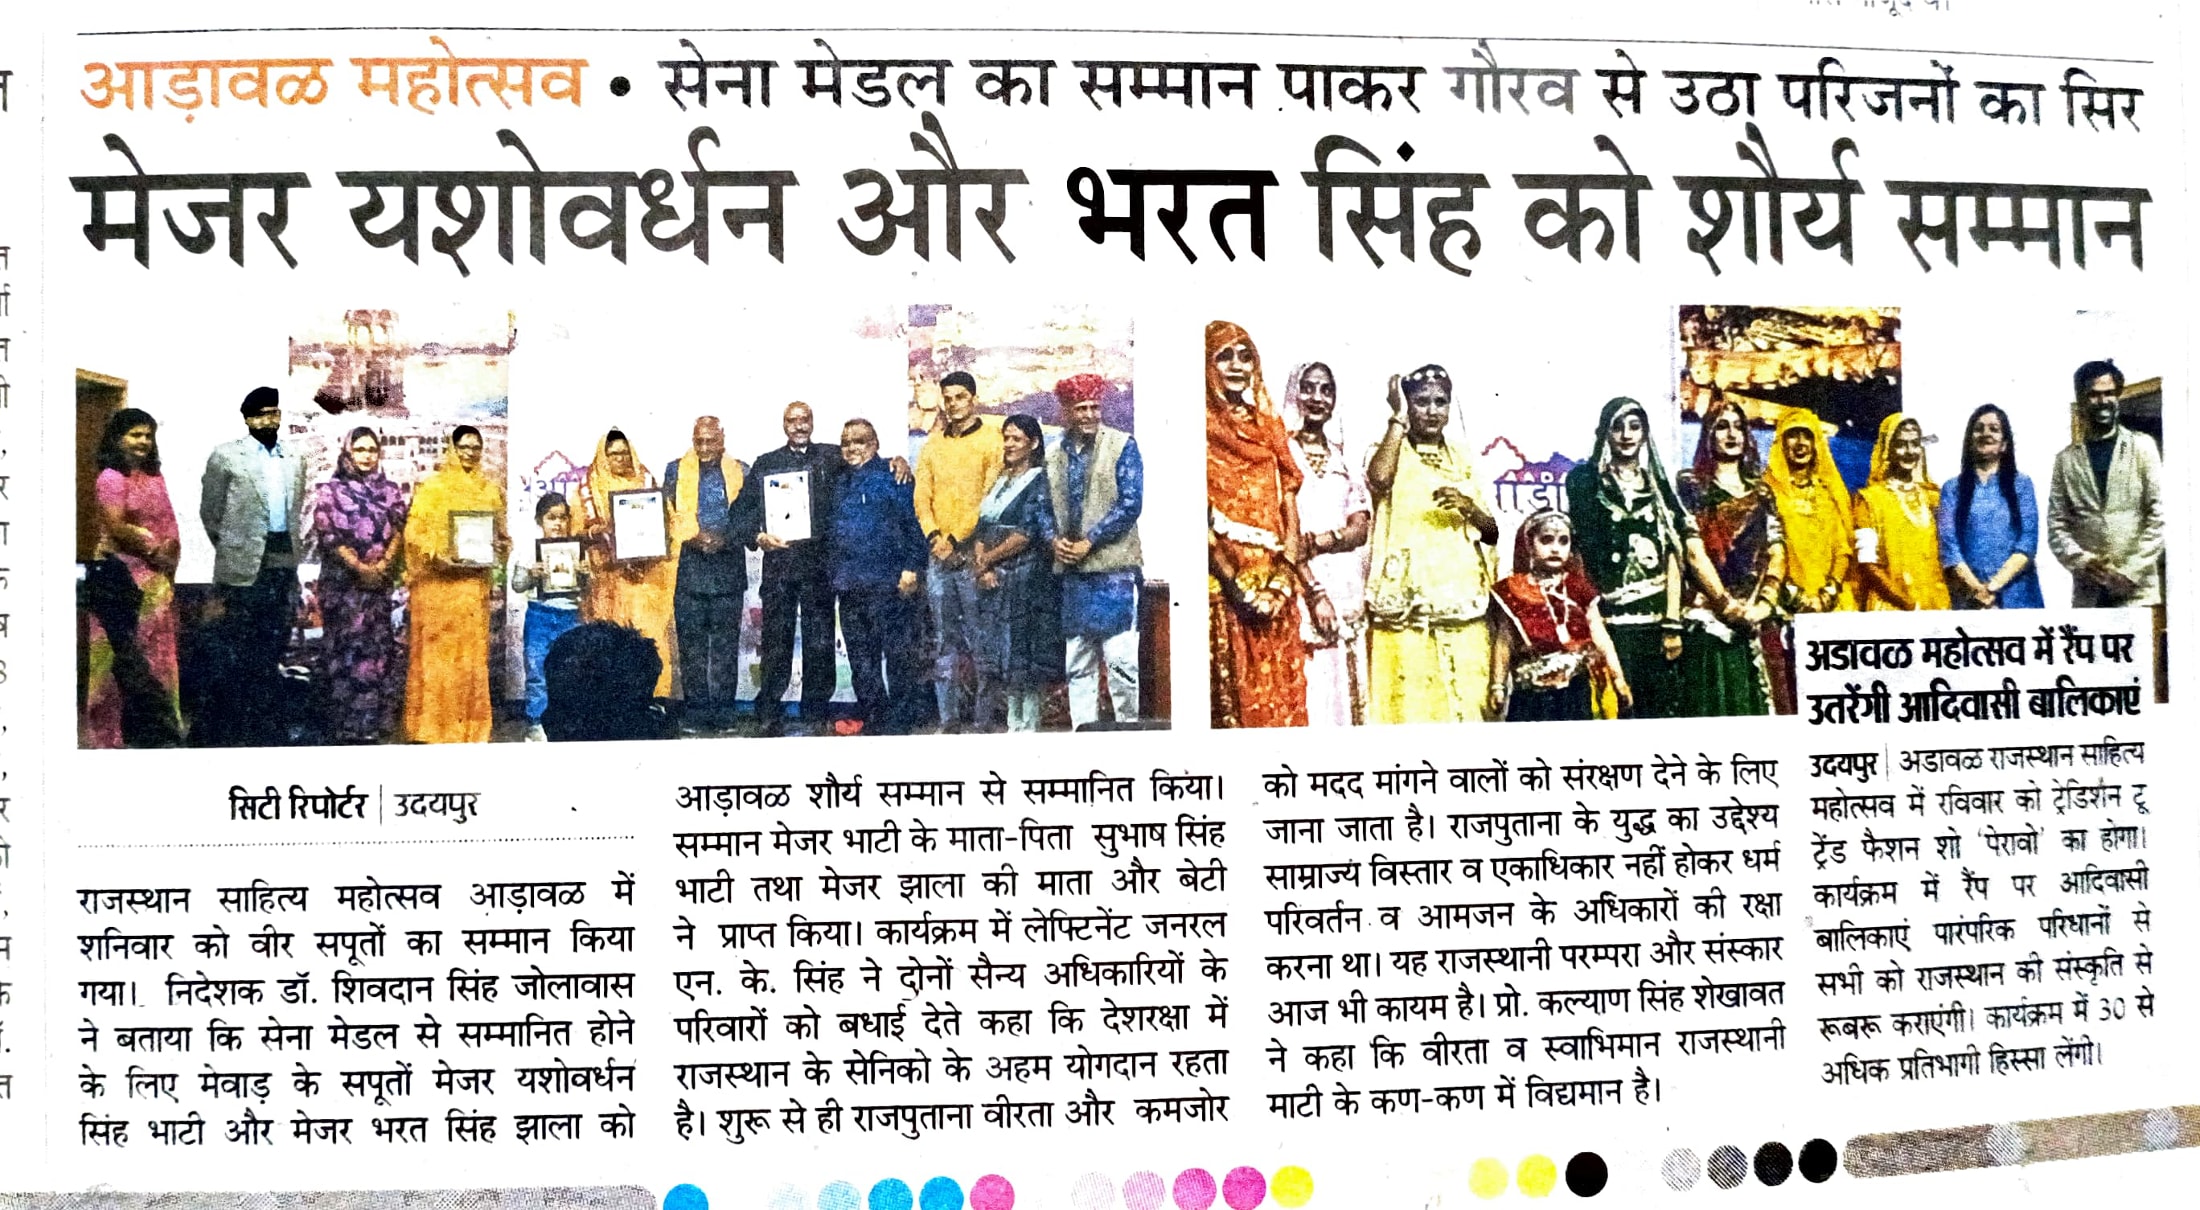 आड़ावळ महोत्सव • सेना मेडल का सम्मान पाकर गौरव से उठा परिजनों का सिर
मेजर यशोवर्धन और भरत सिंह को शौर्य सम्मान
सिटी रिपोर्टर | उदयपुर
राजस्थान साहित्य महोत्सव आड़ावळ में
शनिवार को वीर सपूतों का सम्मान किया
गया। निदेशक डॉ. शिवदान सिंह जोलावास
ने बताया कि सेना मेडल से सम्मानित होने
के लिए मेवाड़ के सपूतों मेजर यशोवर्धन
सिंह भाटी और मेजर भरत सिंह झाला को
आड़ावळ शौर्य सम्मान से सम्मानित किया।
सम्मान मेजर भाटी के माता-पिता सुभाष सिंह
भाटी तथा मेजर झाला की माता और बेटी
ने प्राप्त किया। कार्यक्रम में लेफ्टिनेंट जनरल
एन. के. सिंह ने दोनों सैन्य अधिकारियों के
परिवारों को बधाई देते कहा कि देशरक्षा में
राजस्थान के सेनिको के अहम योगदान रहता
है। शुरू से ही राजपुताना वीरता और कमजोर
को मदद मांगने वालों को संरक्षण देने के लिए
जाना जाता है। राजपुताना के युद्ध का उद्देश्य
साम्राज्य विस्तार व एकाधिकार नहीं होकर धर्म
परिवर्तन व आमजन के अधिकारों की रक्षा
करना था। यह राजस्थानी परम्परा और संस्कार
आज भी कायम है। प्रो. कल्याण सिंह शेखावत
ने कहा कि वीरता व स्वाभिमान राजस्थानी
माटी के कण-कण में विद्यमान है।
अडावळ महोत्सव में रैंप पर
उतरेंगी आदिवासी बालिकाएं
उदयपुर | अडावळ राजस्थान साहित्य
महोत्सव में रविवार को ट्रेडिशन टू
ट्रेंड फैशन शो 'पेरावो' का होगा।
कार्यक्रम में रैंप पर आदिवासी
बालिकाएं पारंपरिक परिधानों से
सभी को राजस्थान की संस्कृति से
रूबरू कराएंगी। कार्यक्रम में 30 से
अधिक प्रतिभागी हिस्सा लेंगी।